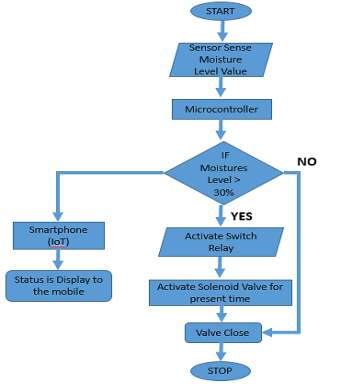 START
Sensor Sense
Moisture
Level Value
Microcontroller
IF
Moistures
Level >
30%
NO
YES
Smartphone
(IoT)
Status is Display to
the mobile
Activate Switch
Relay
Activate Solenoid Valve for
present time
Valve Close
STOP